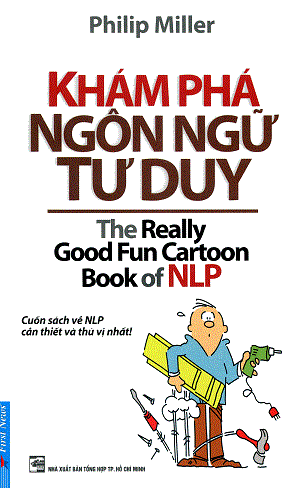 Philip Miller
KHÁM PHÁ
NGÔN NGỮ
TƯ DUY
The Really
Good Fun Cartoon
Book of NLP
Cuốn sách về NLP
cần thiết và thú vị nhất!
First News
NHÀ XUẤT BẢN TỔNG HỢP TP. HỒ CHÍ MINH